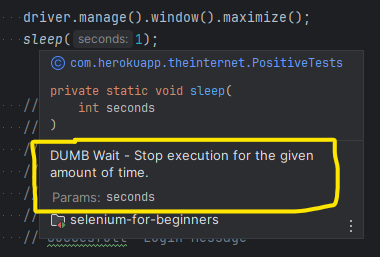 driver.manage().window().maximize();
sleep( seconds: 1);
com.herokuapp.theinternet.PositiveTests
private static void sleep(
int seconds
)
//
//
//
DUMB Wait - Stop execution for the given
amount of time.
//
Params: seconds
//
// selenium-for-beginners
// Login message